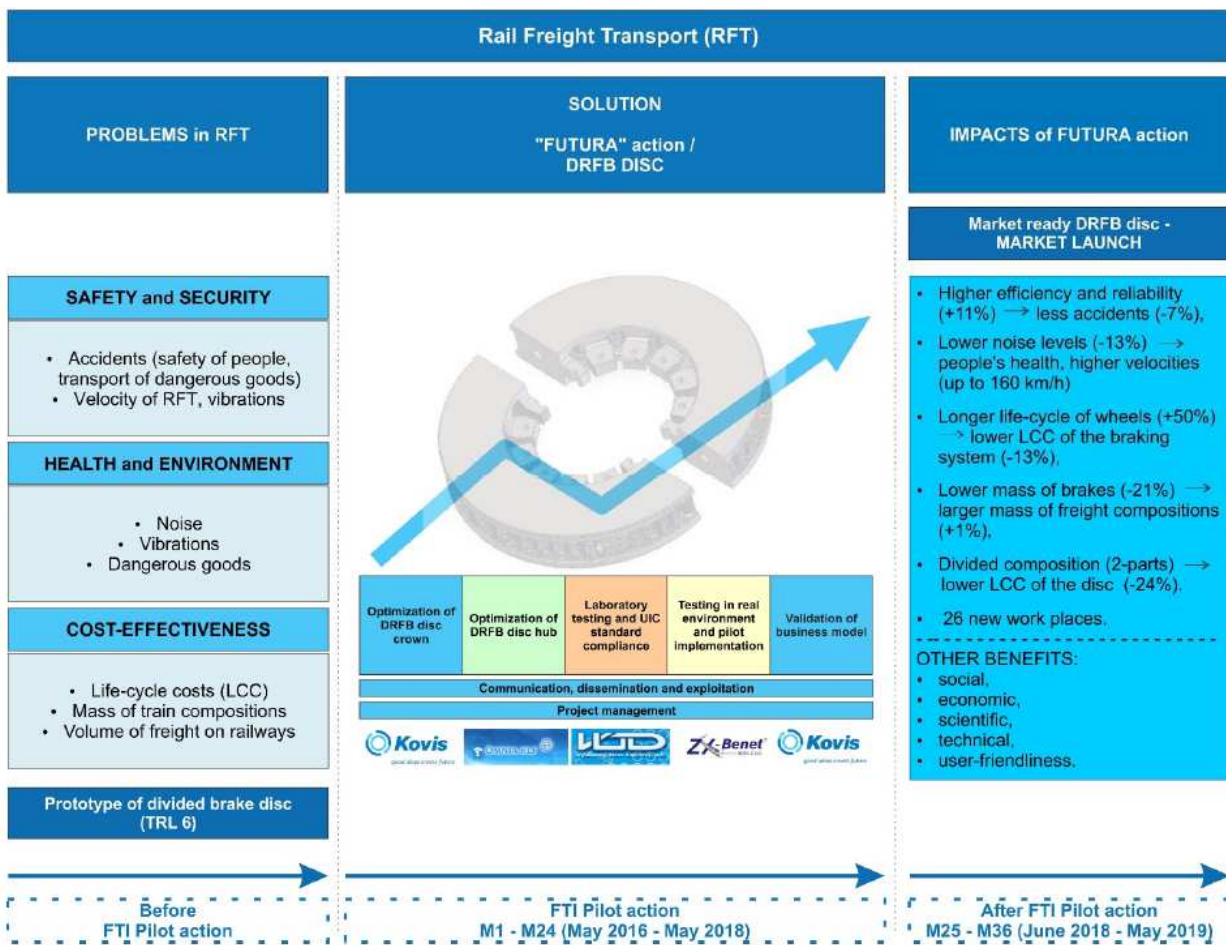 Rail Freight Transport (RFT)
PROBLEMS in RFT
SAFETY and SECURITY
• Accidents (safety of people,
transport of dangerous goods)
• Velocity of RFT, vibrations
HEALTH and ENVIRONMENT
• Noise
• Vibrations
• Dangerous goods
COST-EFFECTIVENESS
• Life-cycle costs (LCC)
• Mass of train compositions
• Volume of freight on railways
Prototype of divided brake disc
(TRL 6)
Before
FTI Pilot action
SOLUTION
"FUTURA" action /
DRFB DISC
Optimization of
DRFB disc
crown
Optimization of
DRFB disc hub
Laboratory
testing and UIC
standard
compliance
Testing in real
environment
and pilot
implementation
Validation of
business model
Communication, dissemination and exploitation
Project management
Kovis
ZX-Benet
Kovis
FTI Pilot action
M1 - M24 (May 2016 - May 2018)
IMPACTS of FUTURA action
Market ready DRFB disc -
MARKET LAUNCH
• Higher efficiency and reliability
(+11%) → less accidents (-7%),
• Lower noise levels (-13%) →
people's health, higher velocities
(up to 160 km/h)
• Longer life-cycle of wheels (+50%)
→ lower LCC of the braking
system (-13%),
• Lower mass of brakes (-21%) →
larger mass of freight compositions
(+1%),
• Divided composition (2-parts) →
lower LCC of the disc (-24%).
• 26 new work places.
OTHER BENEFITS:
• social,
• economic,
• scientific,
• technical,
• user-friendliness.
After FTI Pilot action
M25 - M36 (June 2018 - May 2019)